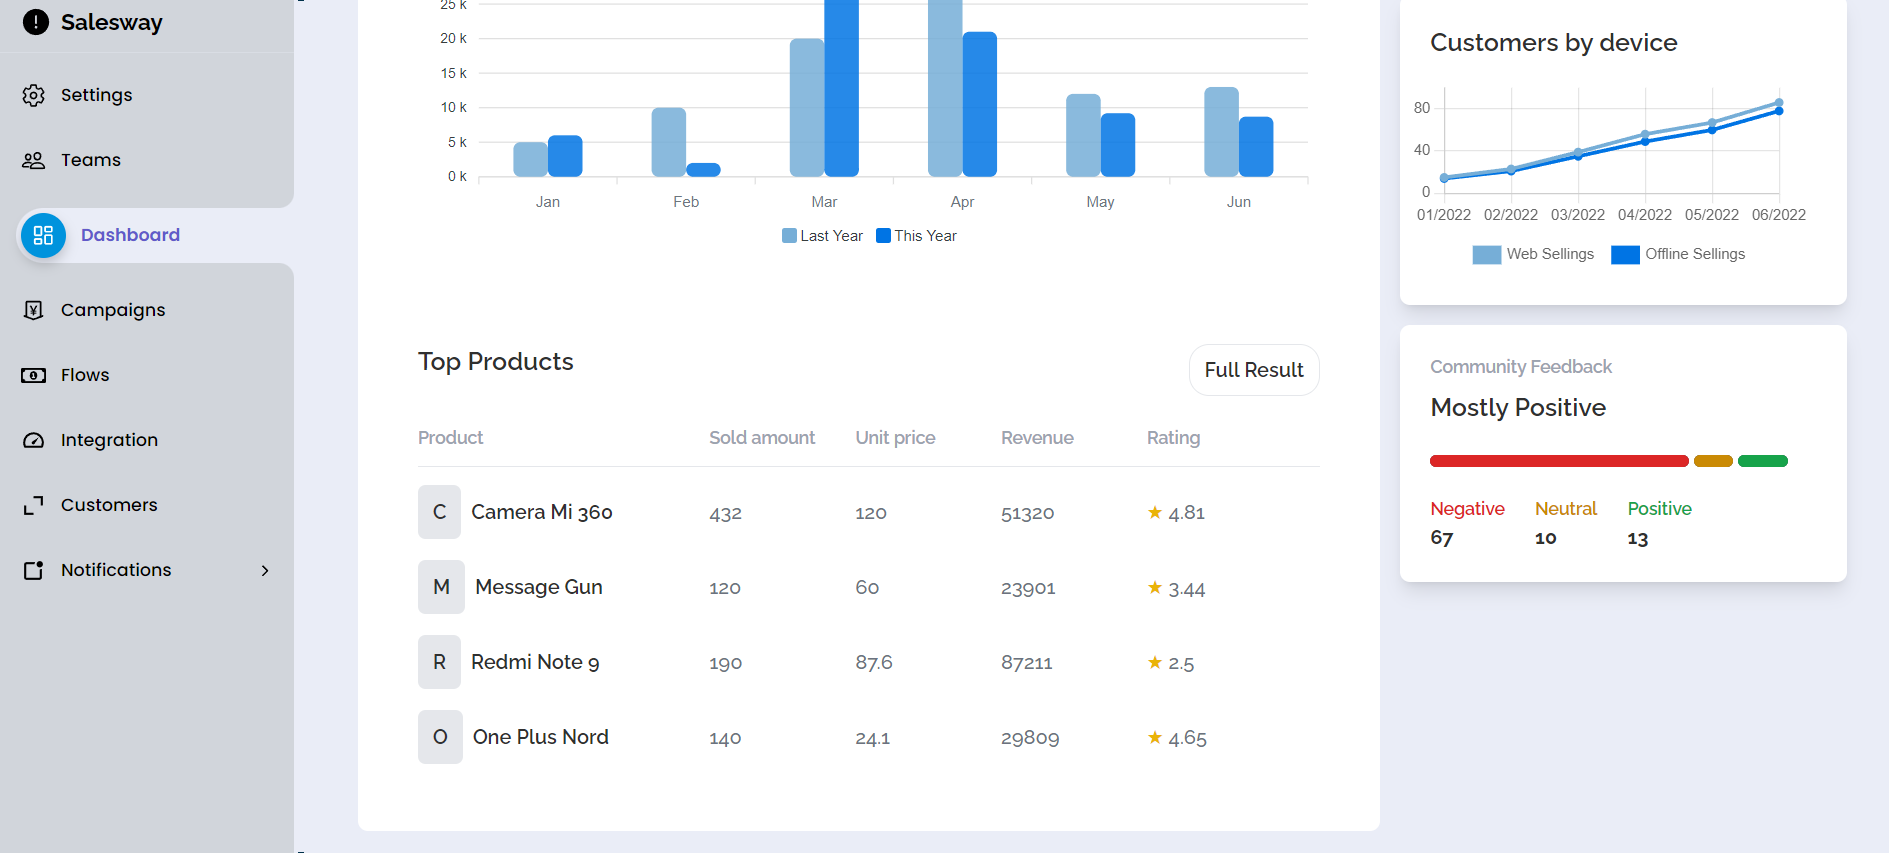 Salesway
Settings
Teams
Dashboard
Campaigns
Flows
Integration
Customers
Notifications
25 k
20 k
15 k
10 k
5 k
0 k
Jan Feb Mar Apr May Jun
Last Year This Year
Top Products
Full Result
Product Sold amount Unit price Revenue Rating
C Camera Mi 360 432 120 51320 ★ 4.81
M Message Gun 120 60 23901 ★ 3.44
R Redmi Note 9 190 87.6 87211 ★ 2.5
O One Plus Nord 140 24.1 29809 ★ 4.65
Customers by device
80
40
0
01/2022 02/2022 03/2022 04/2022 05/2022 06/2022
Web Sellings Offline Sellings
Community Feedback
Mostly Positive
Negative Neutral Positive
67 10 13